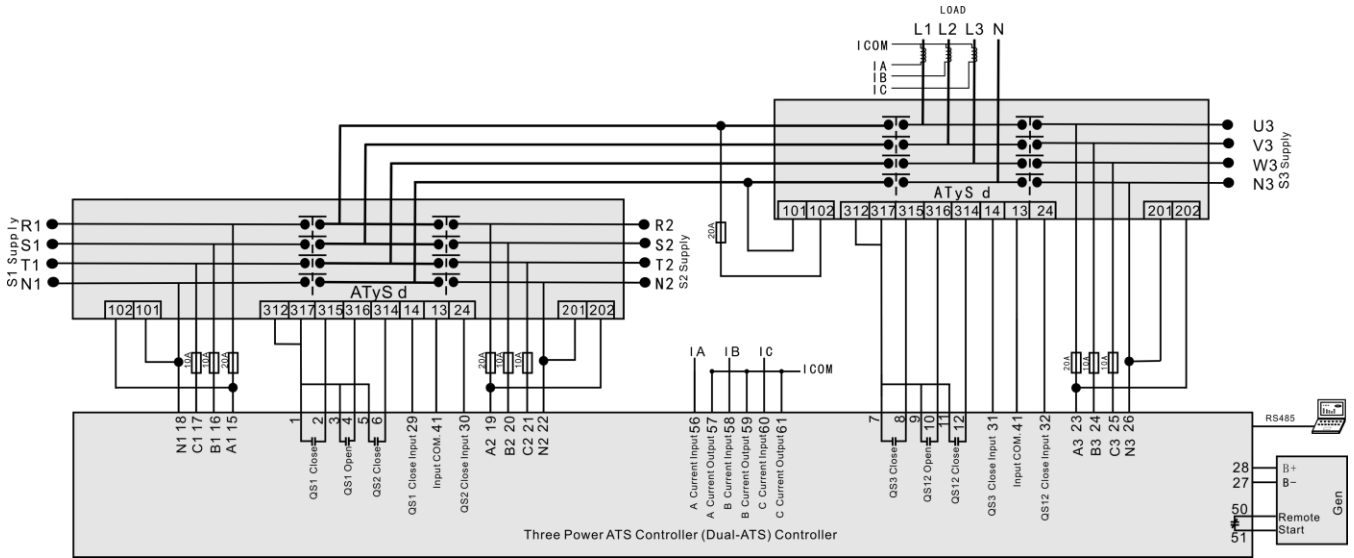 LOAD
L1 L2 L3 N
ICOM
IA
IB
IC
U3
V3
W3
N3
S3 Supply
ATyS d
101 102 312 317 315 316 314 14 13 24 201 202
20A
R1
S1
T1
N1
S1 Supply
R2
S2
T2
N2
S2 Supply
ATyS d
102 101 312 317 315 316 314 14 13 24 201 202
10A 10A 20A
20A 10A 10A
20A 10A 10A
IA IB IC
ICOM
N1 18
C1 17
B1 16
A1 15
1
2
3
4
5
6
QS1 Close
QS1 Open
QS2 Close
QS1 Close Input 29
Input COM. 41
QS2 Close Input 30
A2 19
B2 20
C2 21
N2 22
A Current Input 56
A Current Output 57
B Current Input 58
B Current Output 59
C Current Input 60
C Current Output 61
7
8
9
10
11
12
QS3 Close
QS12 Open
QS12 Close
QS3 Close Input 31
Input COM. 41
QS12 Close Input 32
A3 23
B3 24
C3 25
N3 26
RS485
28 B+
27 B-
50 Remote
51 Start
Gen
Three Power ATS Controller (Dual-ATS) Controller